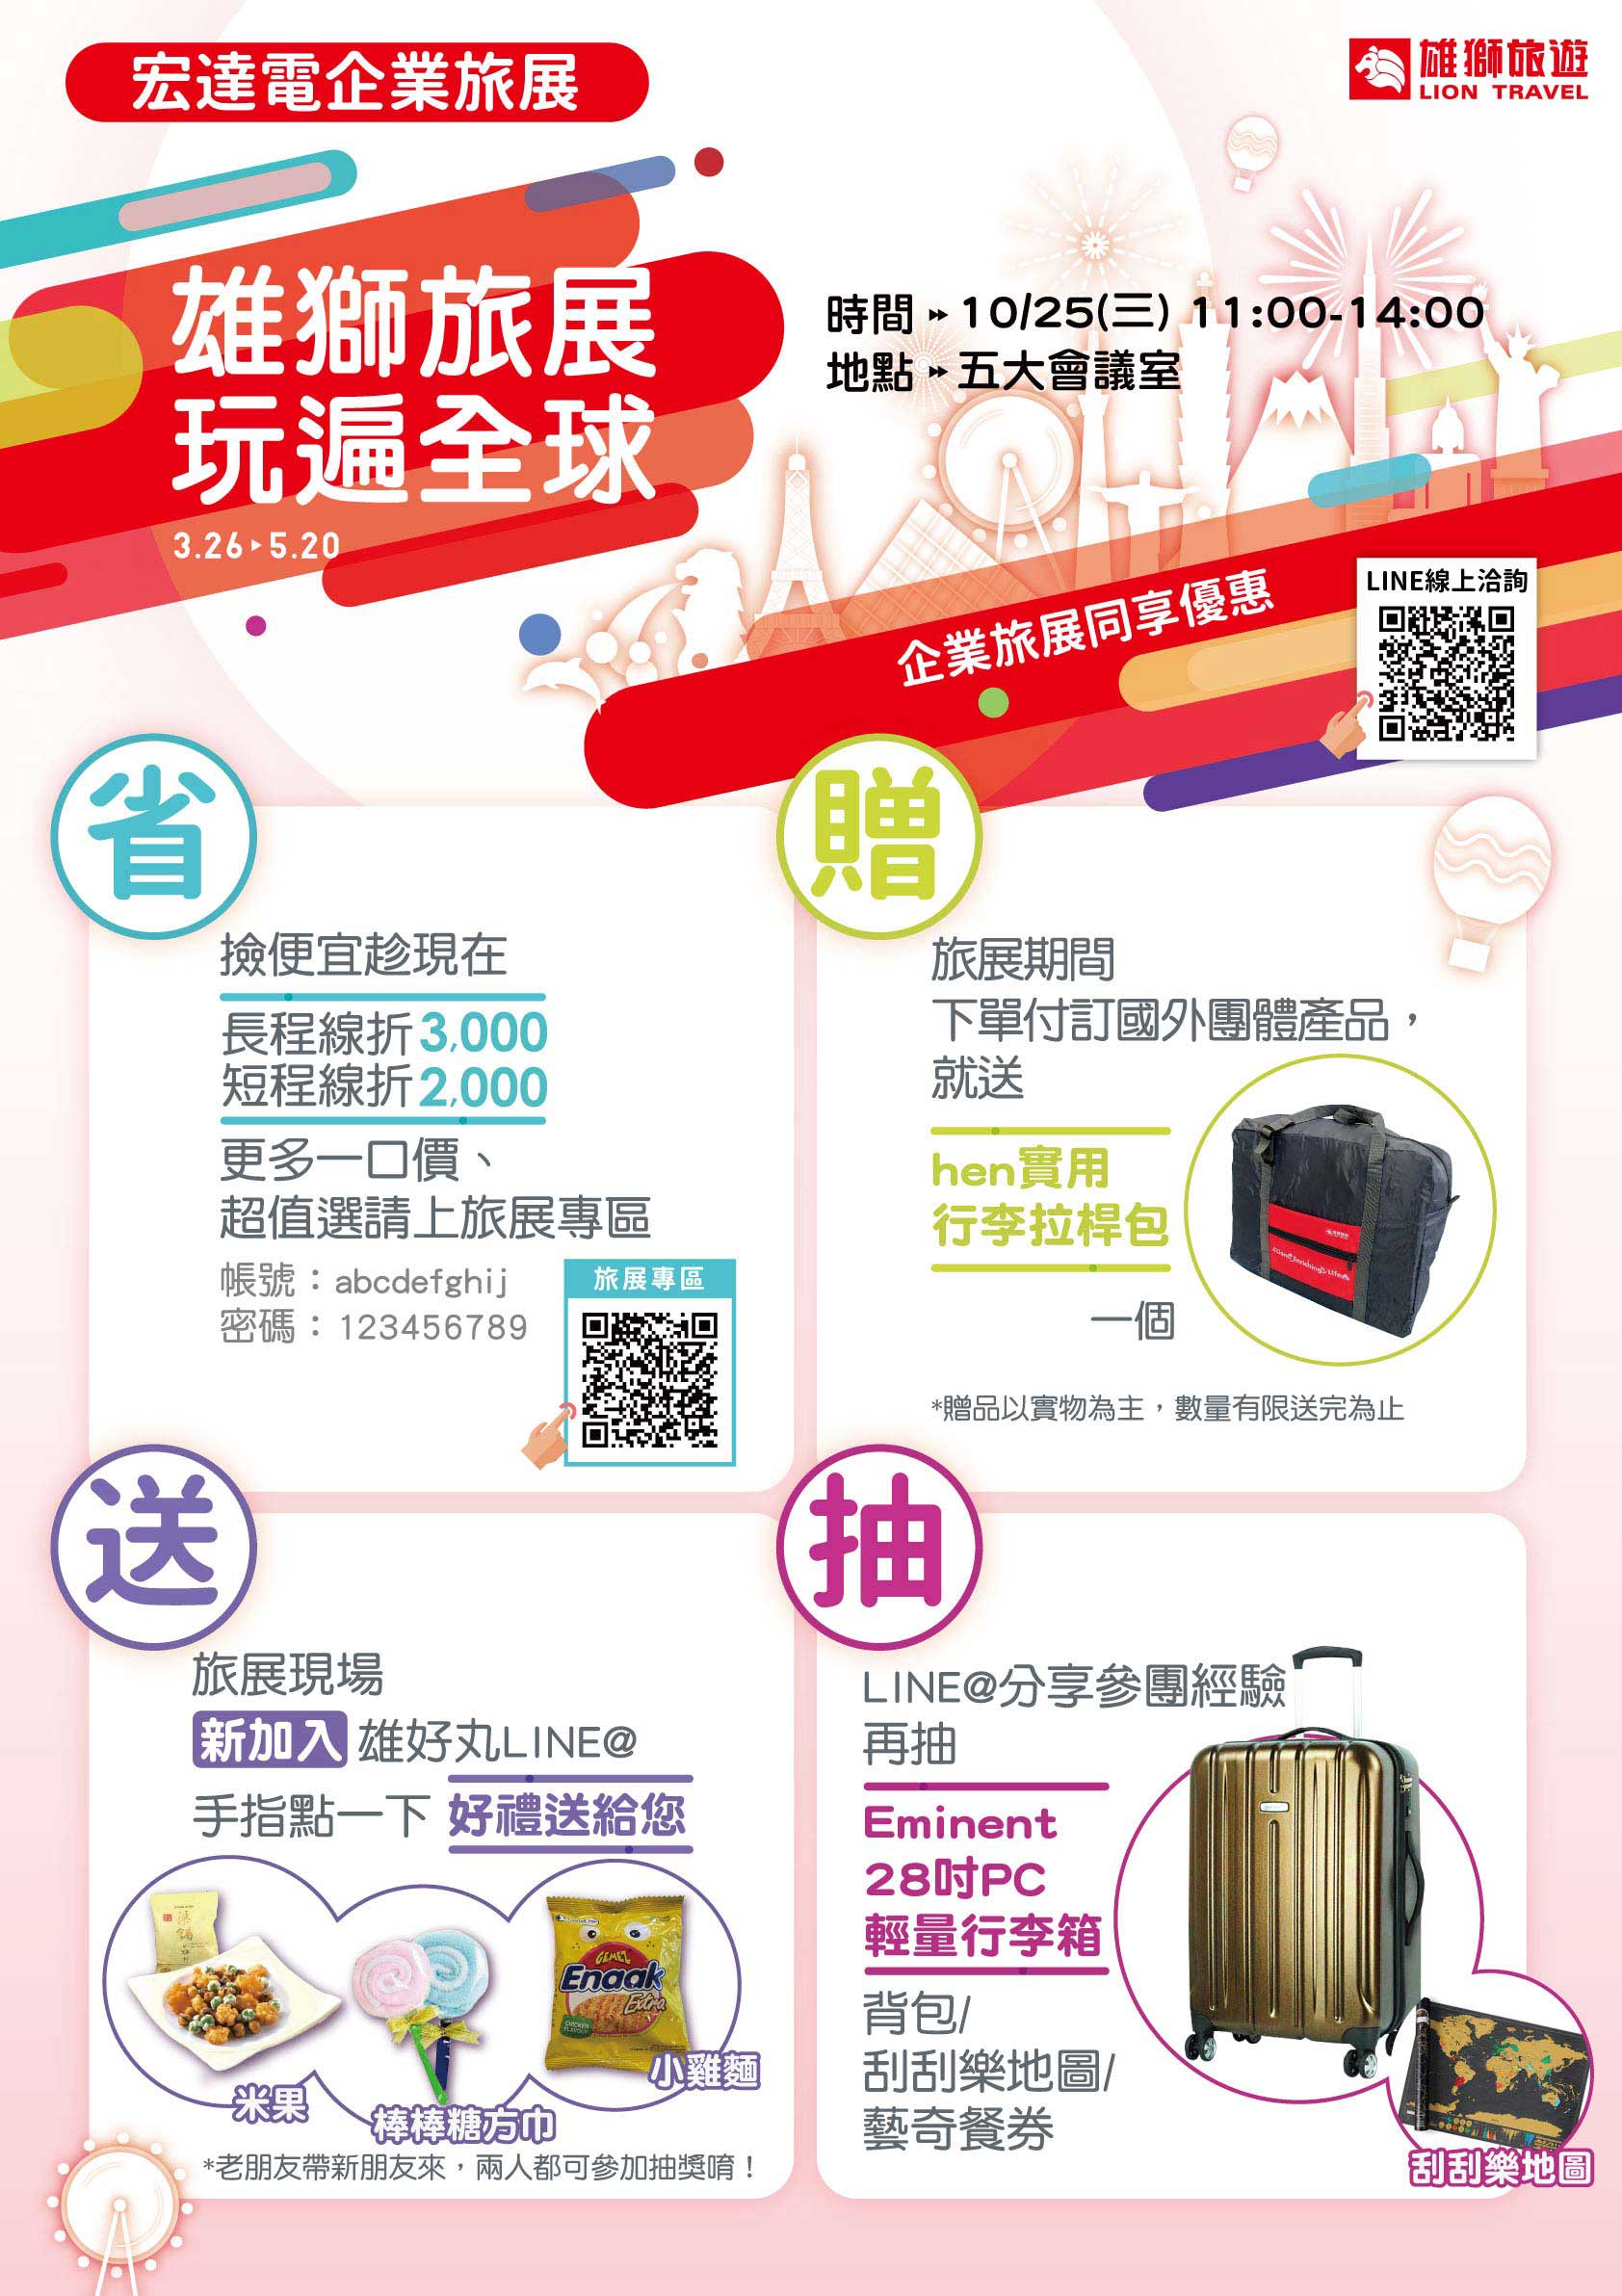 宏達電企業旅展
雄獅旅遊
LION TRAVEL
雄獅旅展
玩遍全球
3.26▸5.20
時間▸▸10/25(三) 11:00-14:00
地點▸▸五大會議室
企業旅展同享優惠
LINE線上洽詢
省
撿便宜趁現在
長程線折3,000
短程線折2,000
更多一口價、
超值選請上旅展專區
帳號：abcdefghij
密碼：123456789
旅展專區
贈
旅展期間
下單付訂國外團體產品，
就送
hen實用
行李拉桿包
一個
*贈品以實物為主，數量有限送完為止
送
旅展現場
新加入 雄好丸LINE@
手指點一下 好禮送給您
GEMEZ
Enaak
Extra
CHICKEN
FLAVOUR
米果
棒棒糖方巾
小雞麵
*老朋友帶新朋友來，兩人都可參加抽獎唷！
抽
LINE@分享參團經驗
再抽
Eminent
28吋PC
輕量行李箱
背包/
刮刮樂地圖/
藝奇餐券
刮刮樂地圖